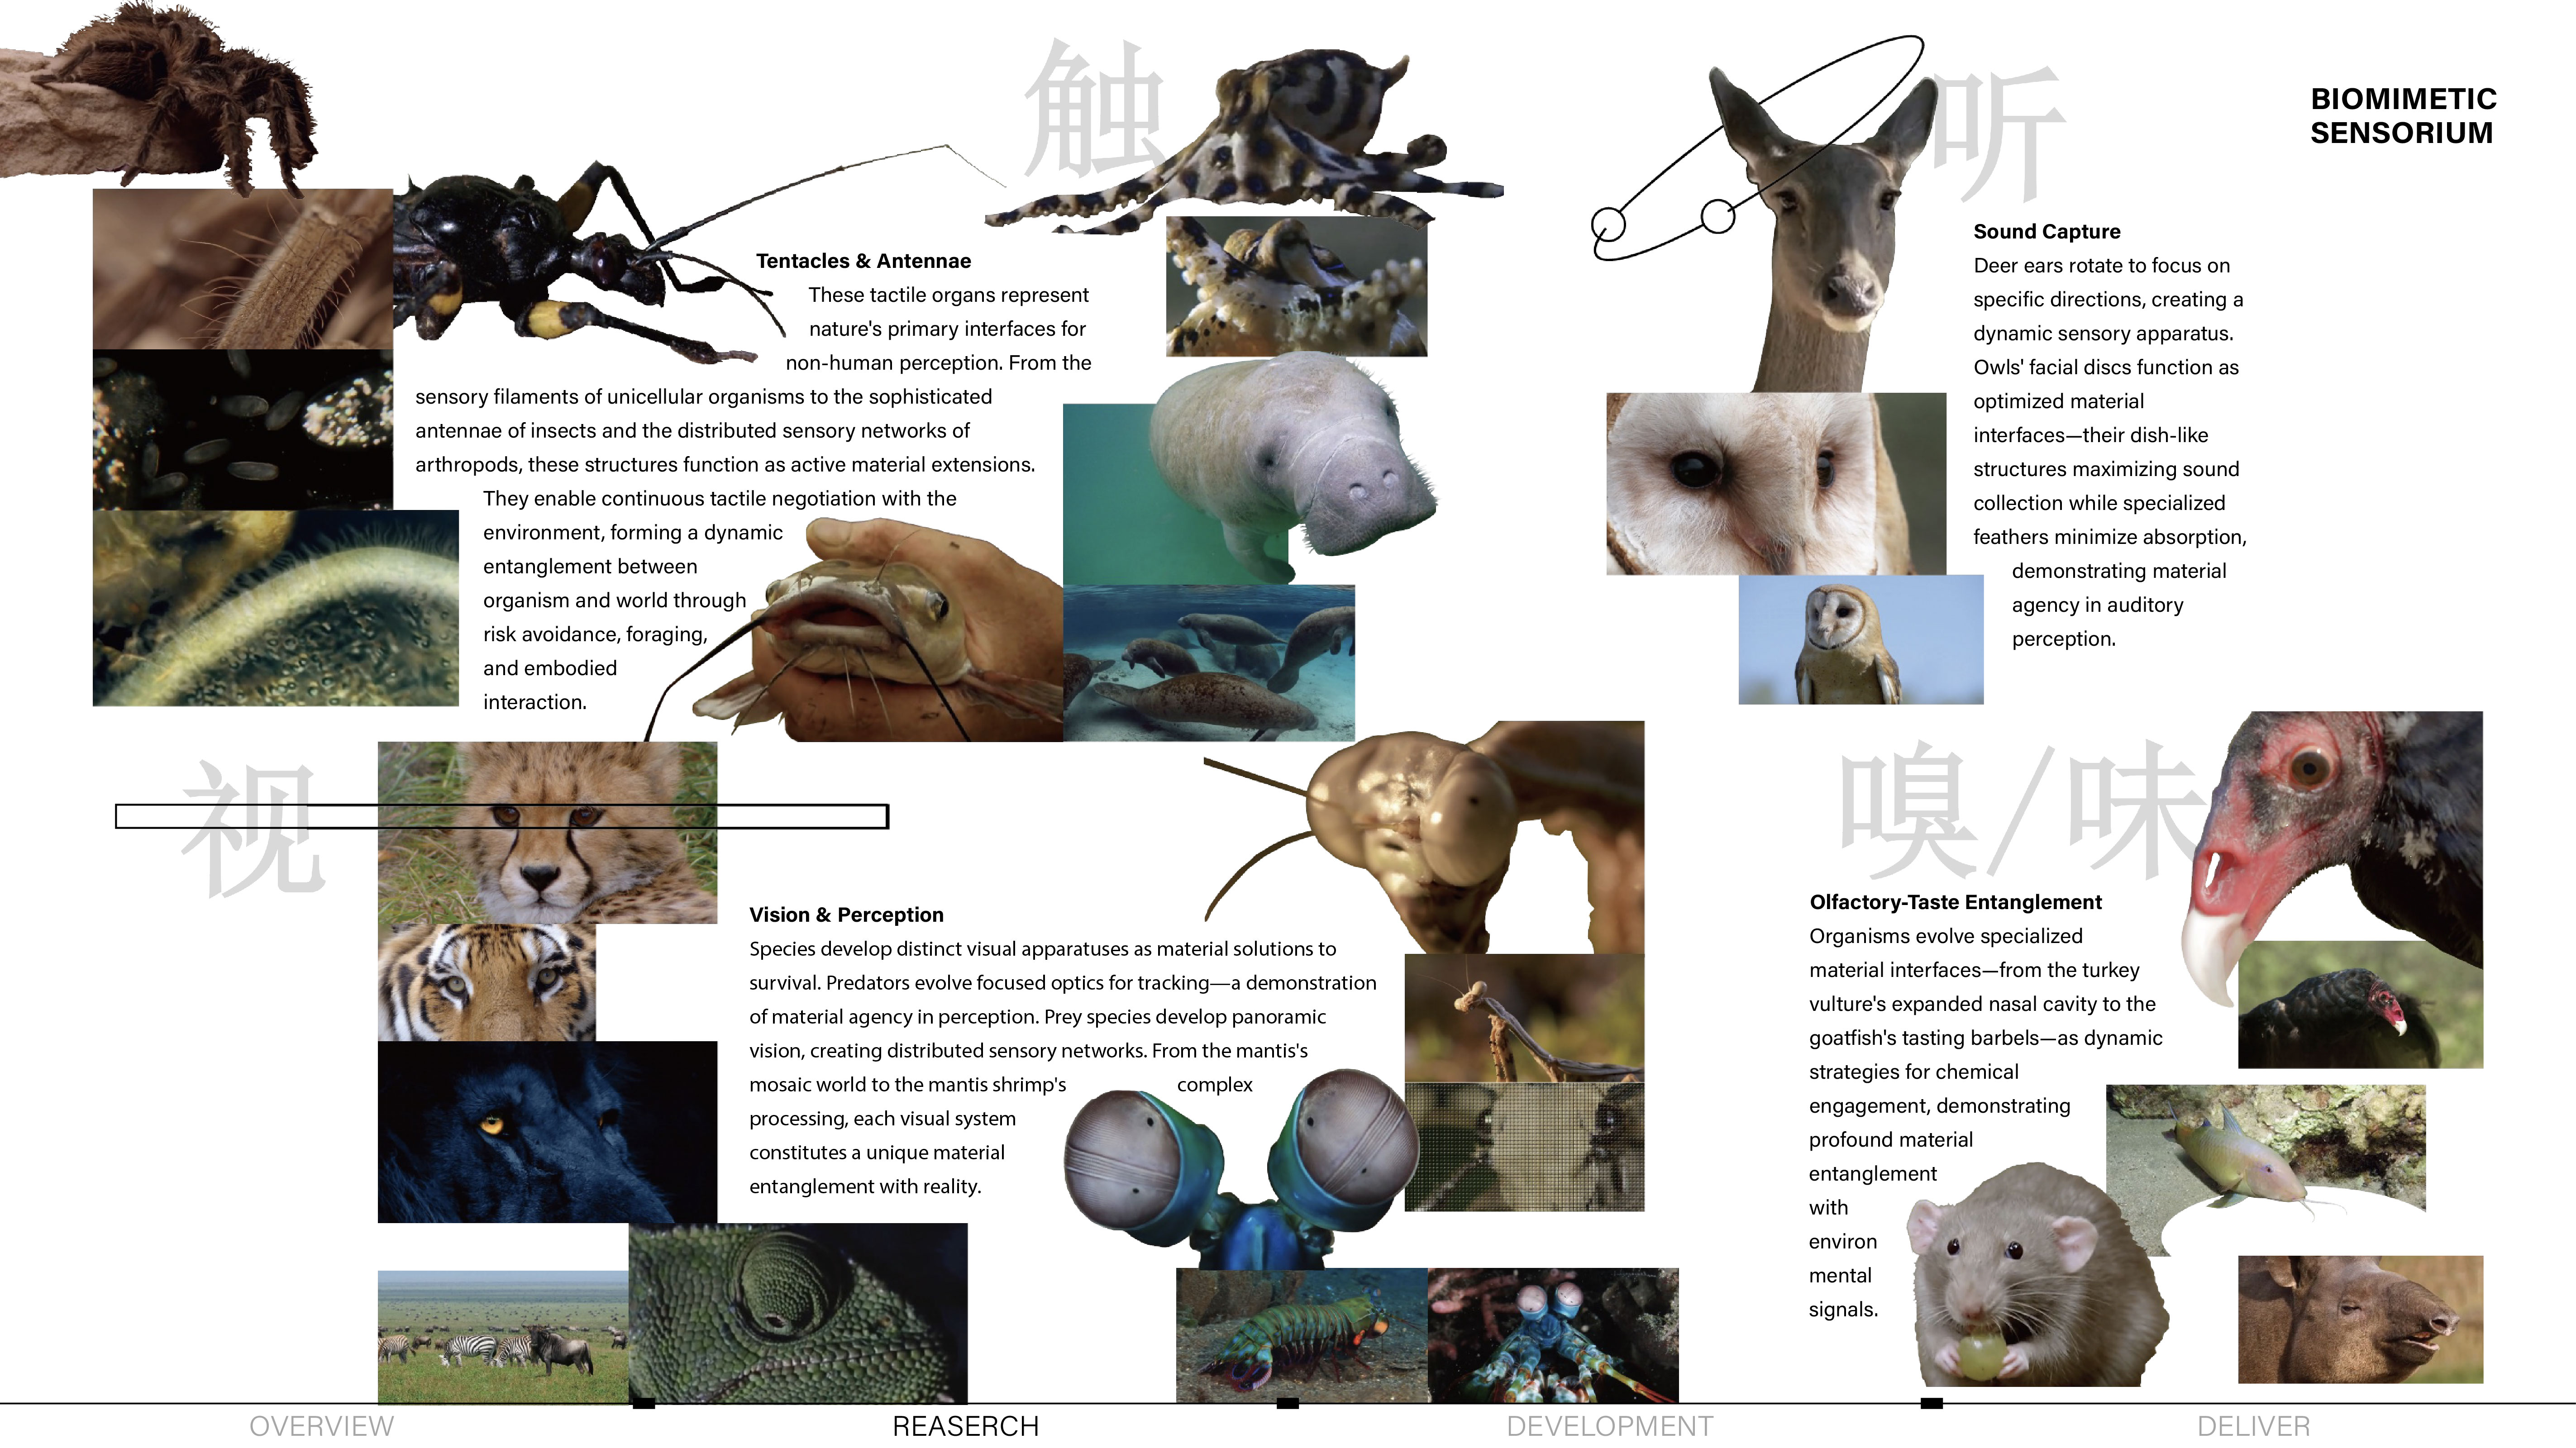 BIOMIMETIC
SENSORIUM
触
Tentacles & Antennae
These tactile organs represent
nature's primary interfaces for
non-human perception. From the
sensory filaments of unicellular organisms to the sophisticated
antennae of insects and the distributed sensory networks of
arthropods, these structures function as active material extensions.
They enable continuous tactile negotiation with the
environment, forming a dynamic
entanglement between
organism and world through
risk avoidance, foraging,
and embodied
interaction.
听
Sound Capture
Deer ears rotate to focus on
specific directions, creating a
dynamic sensory apparatus.
Owls' facial discs function as
optimized material
interfaces—their dish-like
structures maximizing sound
collection while specialized
feathers minimize absorption,
demonstrating material
agency in auditory
perception.
视
Vision & Perception
Species develop distinct visual apparatuses as material solutions to
survival. Predators evolve focused optics for tracking—a demonstration
of material agency in perception. Prey species develop panoramic
vision, creating distributed sensory networks. From the mantis's
mosaic world to the mantis shrimp's complex
processing, each visual system
constitutes a unique material
entanglement with reality.
嗅/味
Olfactory-Taste Entanglement
Organisms evolve specialized
material interfaces—from the turkey
vulture's expanded nasal cavity to the
goatfish's tasting barbels—as dynamic
strategies for chemical
engagement, demonstrating
profound material
entanglement
with
environ
mental
signals.
OVERVIEW
REASERCH
DEVELOPMENT
DELIVER